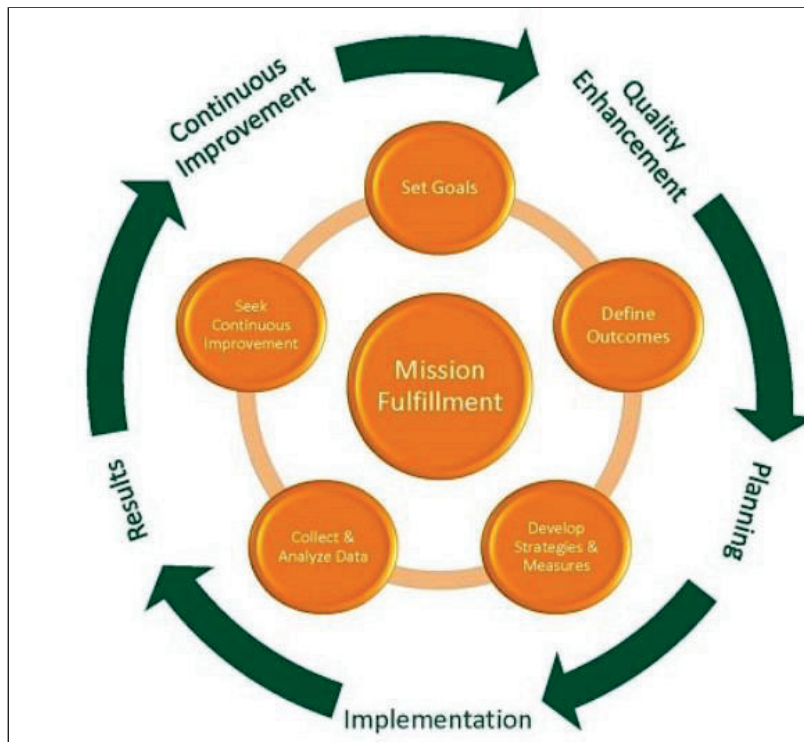 Continuous
Improvement
Quality
Enhancement
Set Goals
Seek
Continuous
Improvement
Define
Outcomes
Mission
Fulfillment
Results
Planning
Collect &
Analyze Data
Develop
Strategies &
Measures
Implementation